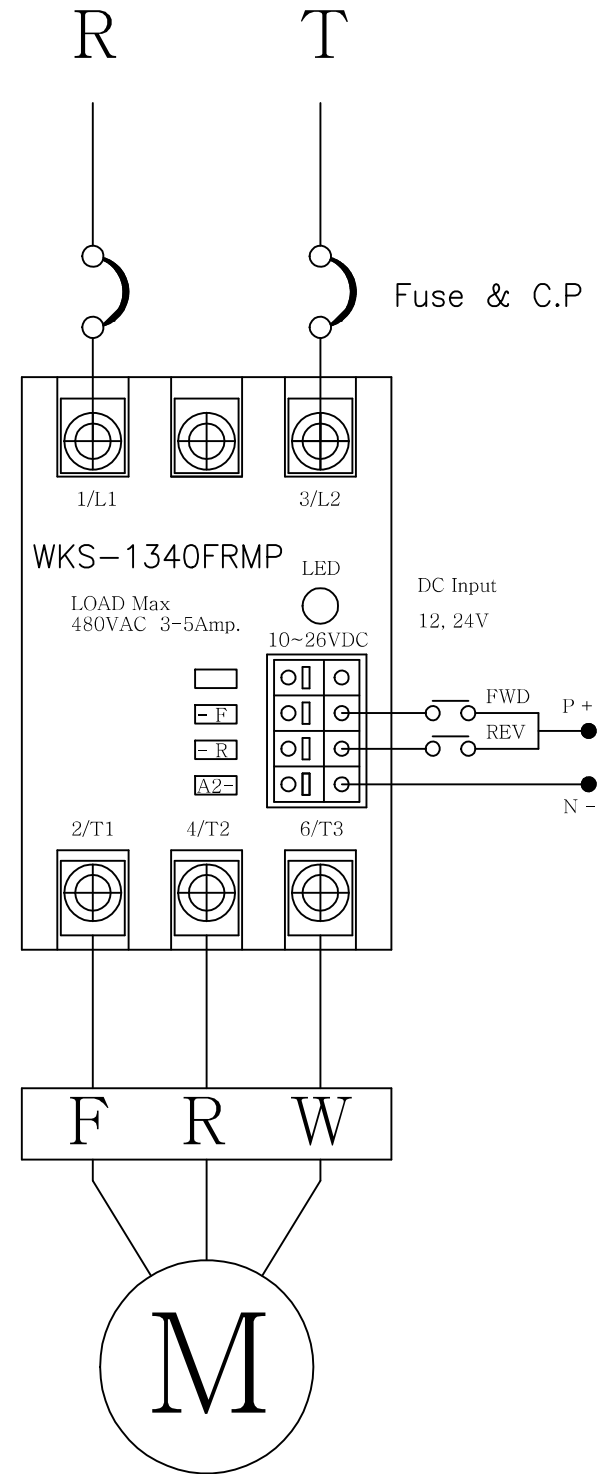 R T
Fuse & C.P
1/L1 3/L2
WKS-1340FRMP
LED
LOAD Max
480VAC 3-5Amp.
DC Input
12, 24V
10~26VDC
- F
- R
A2-
FWD
REV
P +
N -
2/T1 4/T2 6/T3
F R W
M